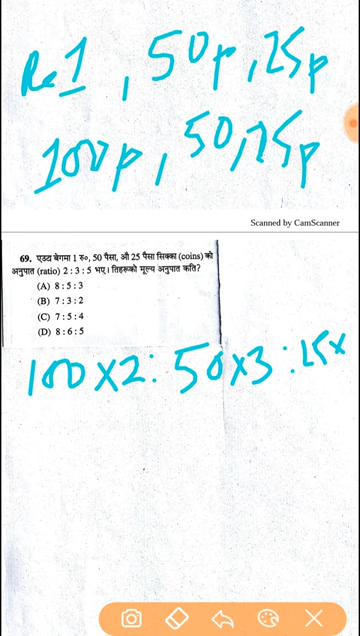 Re 1, 50p, 25p
100p, 50, 25p
Scanned by CamScanner
69. एउटा बेगमा 1 रु०, 50 पैसा, औ 25 पैसा सिक्का (coins) को
अनुपात (ratio) 2 : 3 : 5 भए। तिहरूको मूल्य अनुपात कति?
(A) 8 : 5 : 3
(B) 7 : 3 : 2
(C) 7 : 5 : 4
(D) 8 : 6 : 5
100 x 2 : 50 x 3 : 25 x